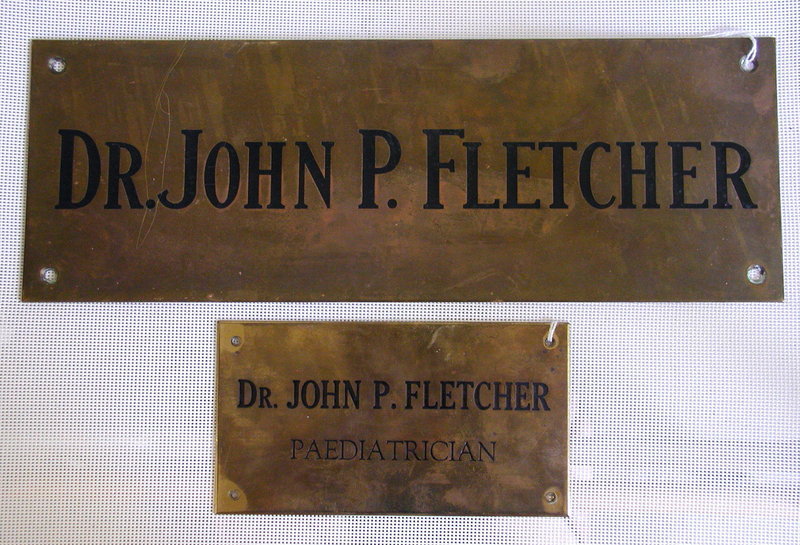 DR. JOHN P. FLETCHER
DR. JOHN P. FLETCHER
PAEDIATRICIAN